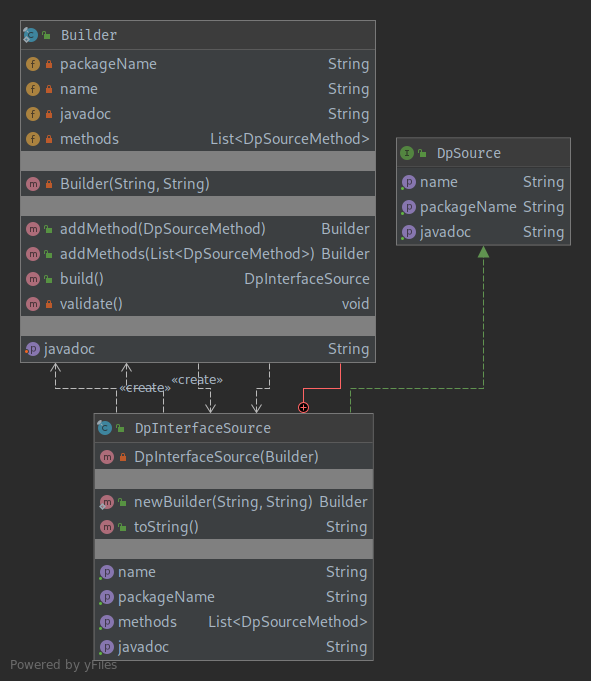 Builder
packageName String
name String
javadoc String
methods List<DpSourceMethod>
Builder(String, String)
addMethod(DpSourceMethod) Builder
addMethods(List<DpSourceMethod>) Builder
build() DpInterfaceSource
validate() void
javadoc String
DpSource
name String
packageName String
javadoc String
«create»
«create»
DpInterfaceSource
DpInterfaceSource(Builder)
newBuilder(String, String) Builder
toString() String
name String
packageName String
methods List<DpSourceMethod>
javadoc String
Powered by yFiles